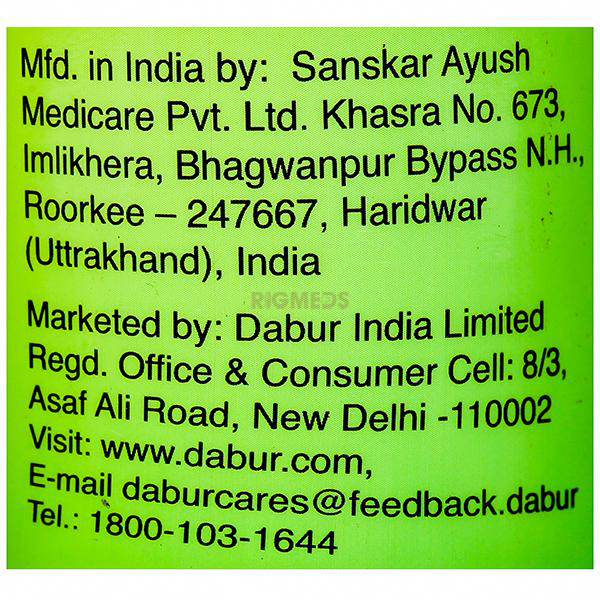 Mfd. in India by: Sanskar Ayush
Medicare Pvt. Ltd. Khasra No. 673,
Imlikhera, Bhagwanpur Bypass N.H.,
Roorkee – 247667, Haridwar
(Uttrakhand), India
RIGMEDS
Marketed by: Dabur India Limited
Regd. Office & Consumer Cell: 8/3,
Asaf Ali Road, New Delhi -110002
Visit: www.dabur.com,
E-mail daburcares@feedback.dabur
Tel.: 1800-103-1644